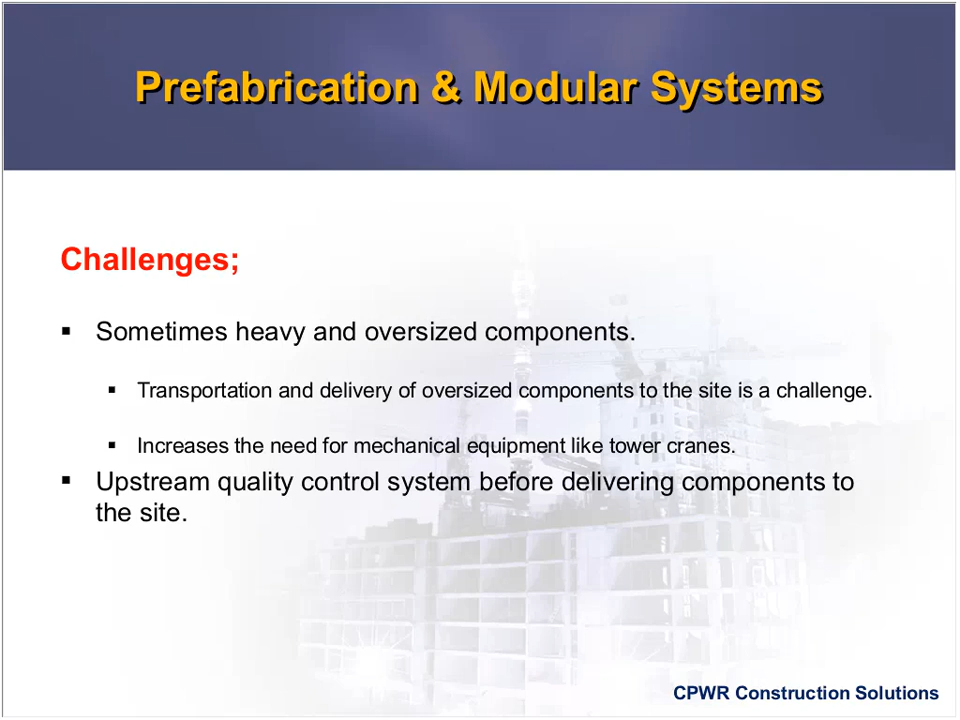 Prefabrication & Modular Systems
Challenges;
▪ Sometimes heavy and oversized components.
▪ Transportation and delivery of oversized components to the site is a challenge.
▪ Increases the need for mechanical equipment like tower cranes.
▪ Upstream quality control system before delivering components to
the site.
CPWR Construction Solutions